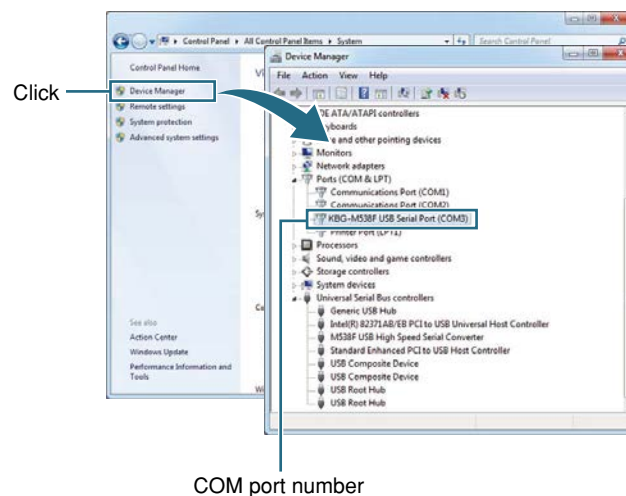 Control Panel ▸ All Control Panel Items ▸ System
Search Control Panel
Control Panel Home
Device Manager
Remote settings
System protection
Advanced system settings
See also
Action Center
Windows Update
Performance Information and
Tools
Click
Device Manager
File Action View Help
DE ATA/ATAPI controllers
yboards
e and other pointing devices
Monitors
Network adapters
Ports (COM & LPT)
Communications Port (COM1)
Communications Port (COM2)
KBG-M538F USB Serial Port (COM3)
Printer Port (LPT1)
Processors
Sound, video and game controllers
Storage controllers
System devices
Universal Serial Bus controllers
Generic USB Hub
Intel(R) 82371AB/EB PCI to USB Universal Host Controller
M538F USB High Speed Serial Converter
Standard Enhanced PCI to USB Host Controller
USB Composite Device
USB Composite Device
USB Root Hub
USB Root Hub
COM port number